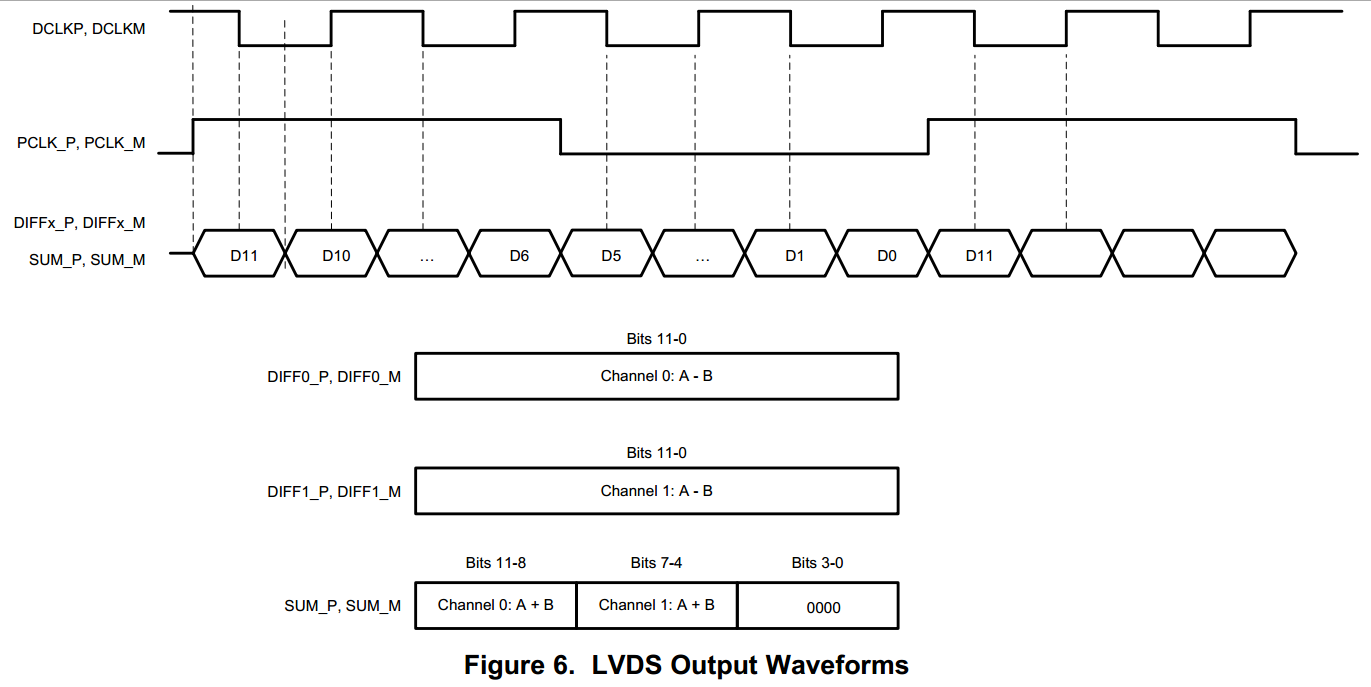 DCLKP, DCLKM
PCLK_P, PCLK_M
DIFFx_P, DIFFx_M
SUM_P, SUM_M
D11 D10 ... D6 D5 ... D1 D0 D11
Bits 11-0
DIFF0_P, DIFF0_M Channel 0: A - B
Bits 11-0
DIFF1_P, DIFF1_M Channel 1: A - B
Bits 11-8 Bits 7-4 Bits 3-0
SUM_P, SUM_M Channel 0: A + B Channel 1: A + B 0000
Figure 6. LVDS Output Waveforms